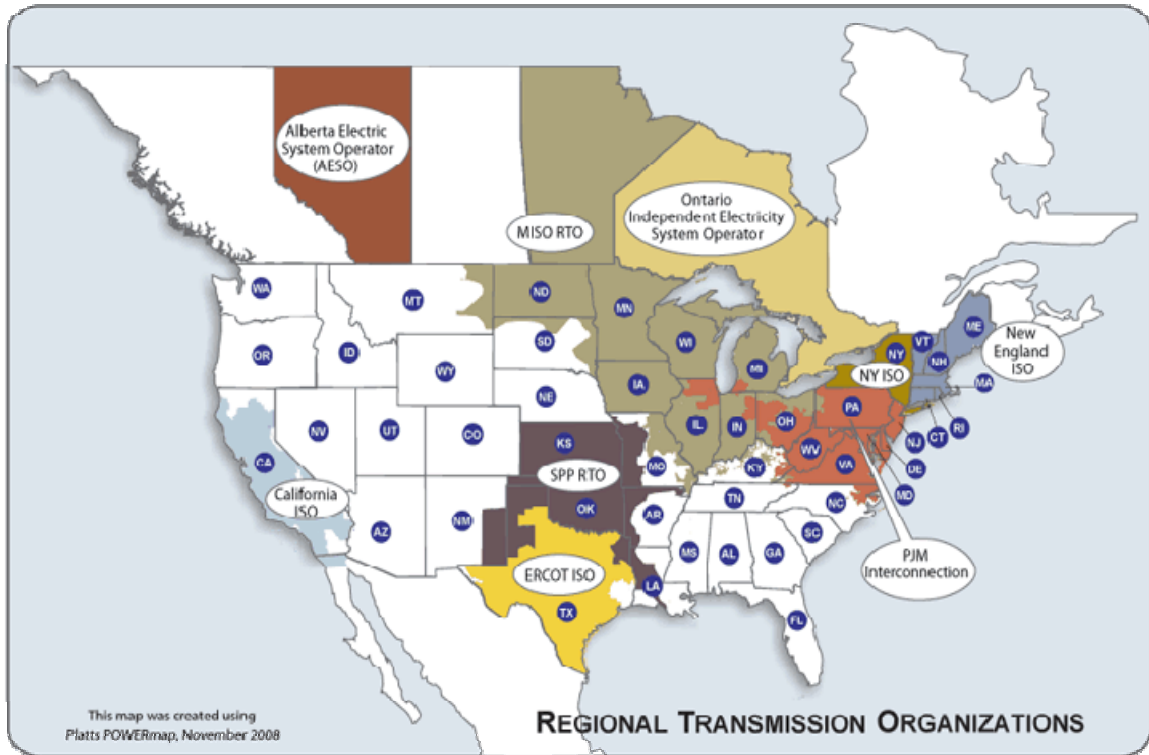 Alberta Electric
System Operator
(AESO)
Ontario
Independent Electricity
System Operator
MISO RTO
WA
MT
ND
MN
OR
ID
SD
WI
MI
WY
NE
IA
NV
UT
CO
KS
MO
IL
IN
OH
KY
WV
PA
VA
NY
NY ISO
VT
NH
ME
New
England
ISO
MA
RI
CT
NJ
DE
MD
CA
California
ISO
SPP RTO
AZ
NM
OK
AR
TN
NC
SC
MS
AL
GA
PJM
Interconnection
ERCOT ISO
TX
LA
FL
This map was created using
Platts POWERmap, November 2008
REGIONAL TRANSMISSION ORGANIZATIONS